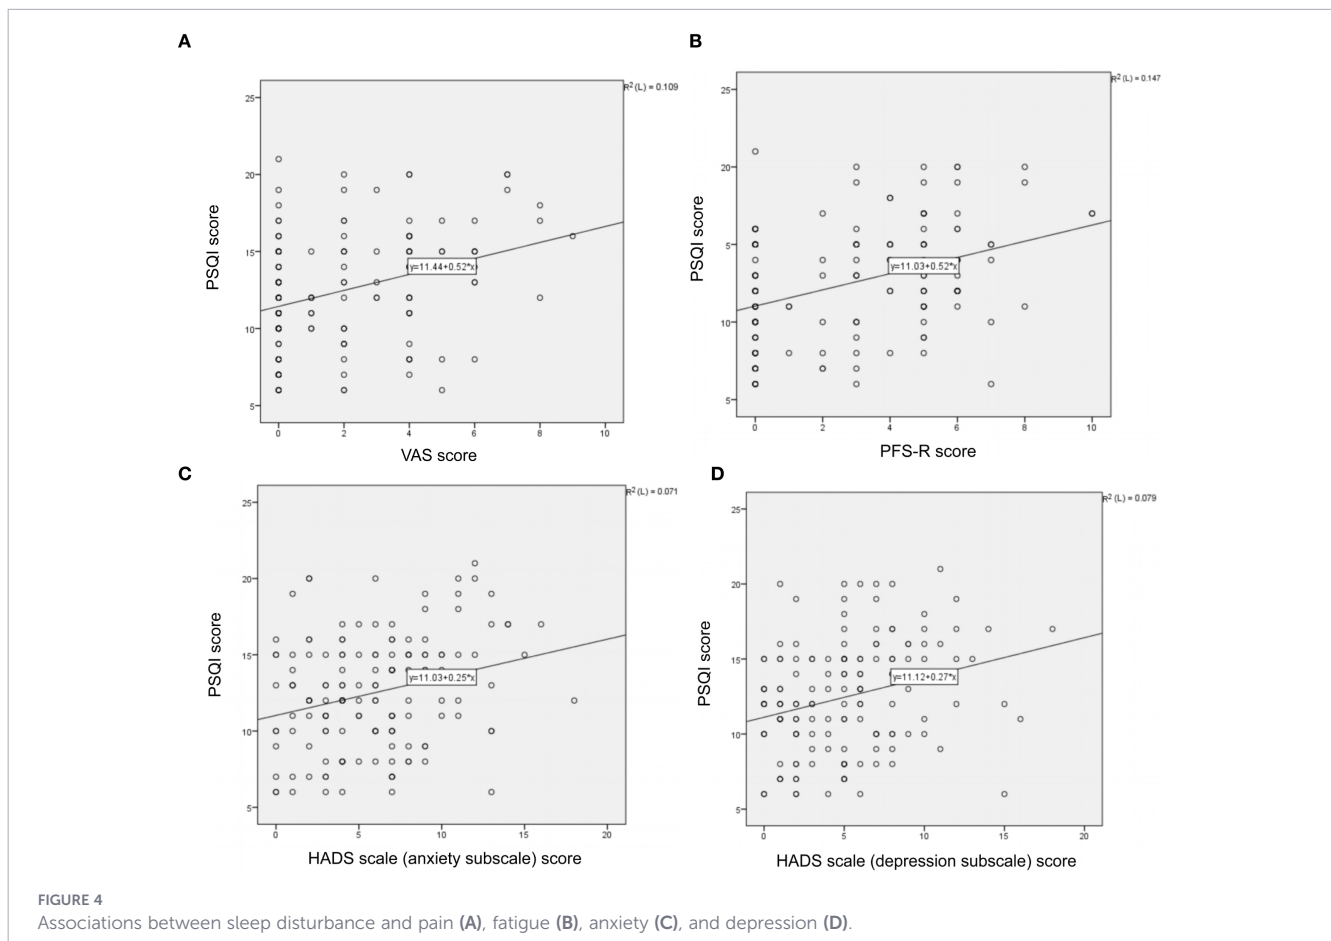 A
R² (L) = 0.109
25
20
15
10
5
PSQI score
y=11.44+0.52*x
0 2 4 6 8 10
VAS score
B
R² (L) = 0.147
25
20
5
10
5
PSQI score
y=11.03+0.52*x
0 2 4 6 8 10
PFS-R score
C
R² (L) = 0.071
25
20
15
10
5
PSQI score
y=11.03+0.25*x
0 5 10 15 20
HADS scale (anxiety subscale) score
D
R² (L) = 0.079
25
20
15
10
5
PSQI score
y=11.12+0.27*x
0 5 10 15 20
HADS scale (depression subscale) score
FIGURE 4
Associations between sleep disturbance and pain (A), fatigue (B), anxiety (C), and depression (D).